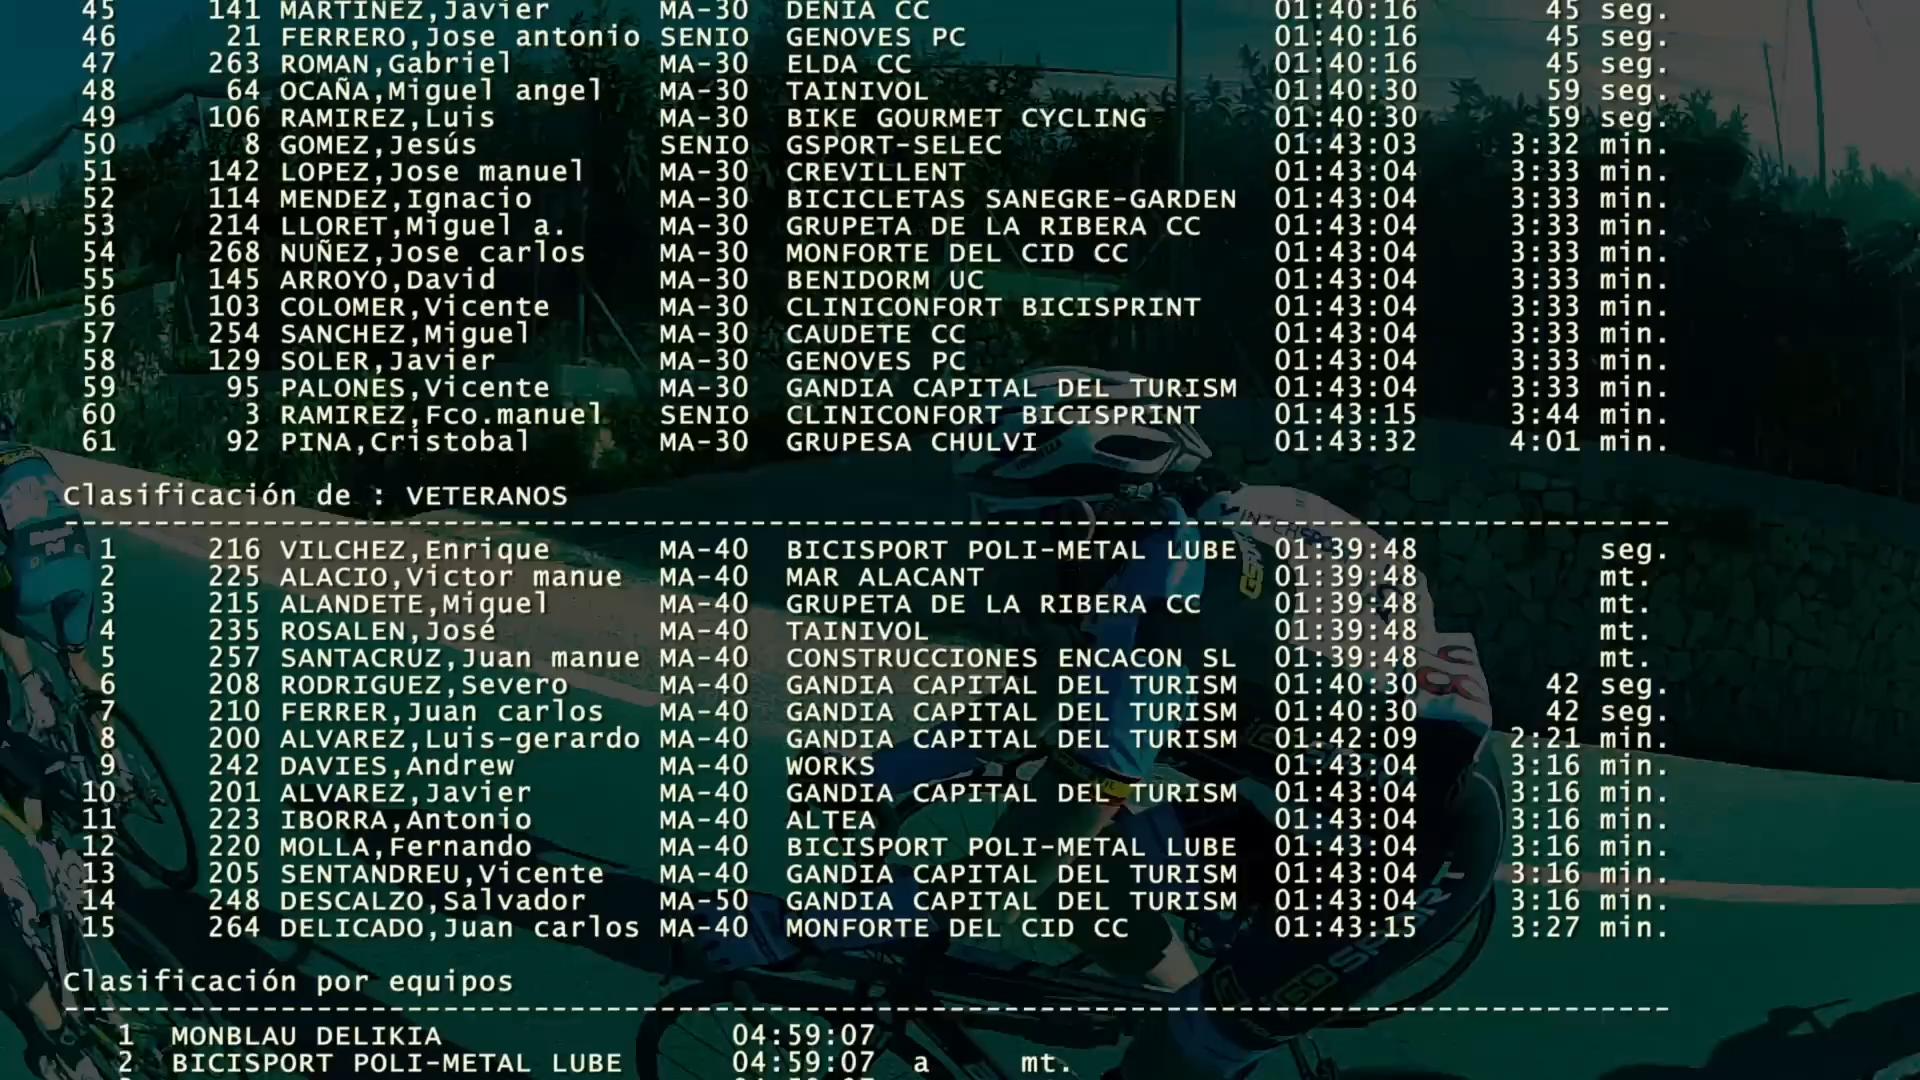 45 141 MARTINEZ,Javier MA-30 DENIA CC 01:40:16 45 seg.
46 21 FERRERO,Jose antonio SENIO GENOVES PC 01:40:16 45 seg.
47 263 ROMAN,Gabriel MA-30 ELDA CC 01:40:16 45 seg.
48 64 OCAÑA,Miguel angel MA-30 TAINIVOL 01:40:30 59 seg.
49 106 RAMIREZ,Luis MA-30 BIKE GOURMET CYCLING 01:40:30 59 seg.
50 8 GOMEZ,Jesús SENIO GSPORT-SELEC 01:43:03 3:32 min.
51 142 LOPEZ,Jose manuel MA-30 CREVILLENT 01:43:04 3:33 min.
52 114 MENDEZ,Ignacio MA-30 BICICLETAS SANEGRE-GARDEN 01:43:04 3:33 min.
53 214 LLORET,Miguel a. MA-30 GRUPETA DE LA RIBERA CC 01:43:04 3:33 min.
54 268 NUÑEZ,Jose carlos MA-30 MONFORTE DEL CID CC 01:43:04 3:33 min.
55 145 ARROYO,David MA-30 BENIDORM UC 01:43:04 3:33 min.
56 103 COLOMER,Vicente MA-30 CLINICONFORT BICISPRINT 01:43:04 3:33 min.
57 254 SANCHEZ,Miguel MA-30 CAUDETE CC 01:43:04 3:33 min.
58 129 SOLER,Javier MA-30 GENOVES PC 01:43:04 3:33 min.
59 95 PALONES,Vicente MA-30 GANDIA CAPITAL DEL TURISM 01:43:04 3:33 min.
60 3 RAMIREZ,Fco.manuel SENIO CLINICONFORT BICISPRINT 01:43:15 3:44 min.
61 92 PINA,Cristobal MA-30 GRUPESA CHULVI 01:43:32 4:01 min.
Clasificación de : VETERANOS
1 216 VILCHEZ,Enrique MA-40 BICISPORT POLI-METAL LUBE 01:39:48 seg.
2 225 ALACIO,Victor manue MA-40 MAR ALACANT 01:39:48 mt.
3 215 ALANDETE,Miquel MA-40 GRUPETA DE LA RIBERA CC 01:39:48 mt.
4 235 ROSALEN,José MA-40 TAINIVOL 01:39:48 mt.
5 257 SANTACRUZ,Juan manue MA-40 CONSTRUCCIONES ENCACON SL 01:39:48 mt.
6 208 RODRIGUEZ,Severo MA-40 GANDIA CAPITAL DEL TURISM 01:40:30 42 seg.
7 210 FERRER,Juan carlos MA-40 GANDIA CAPITAL DEL TURISM 01:40:30 42 seg.
8 200 ALVAREZ,Luis-gerardo MA-40 GANDIA CAPITAL DEL TURISM 01:42:09 2:21 min.
9 242 DAVIES,Andrew MA-40 WORKS 01:43:04 3:16 min.
10 201 ALVAREZ,Javier MA-40 GANDIA CAPITAL DEL TURISM 01:43:04 3:16 min.
11 223 IBORRA,Antonio MA-40 ALTEA 01:43:04 3:16 min.
12 220 MOLLA,Fernando MA-40 BICISPORT POLI-METAL LUBE 01:43:04 3:16 min.
13 205 SENTANDREU,Vicente MA-40 GANDIA CAPITAL DEL TURISM 01:43:04 3:16 min.
14 248 DESCALZO,Salvador MA-50 GANDIA CAPITAL DEL TURISM 01:43:04 3:16 min.
15 264 DELICADO,Juan carlos MA-40 MONFORTE DEL CID CC 01:43:15 3:27 min.
Clasificación por equipos
1 MONBLAU DELIKIA 04:59:07
2 BICISPORT POLI-METAL LUBE 04:59:07 a mt.